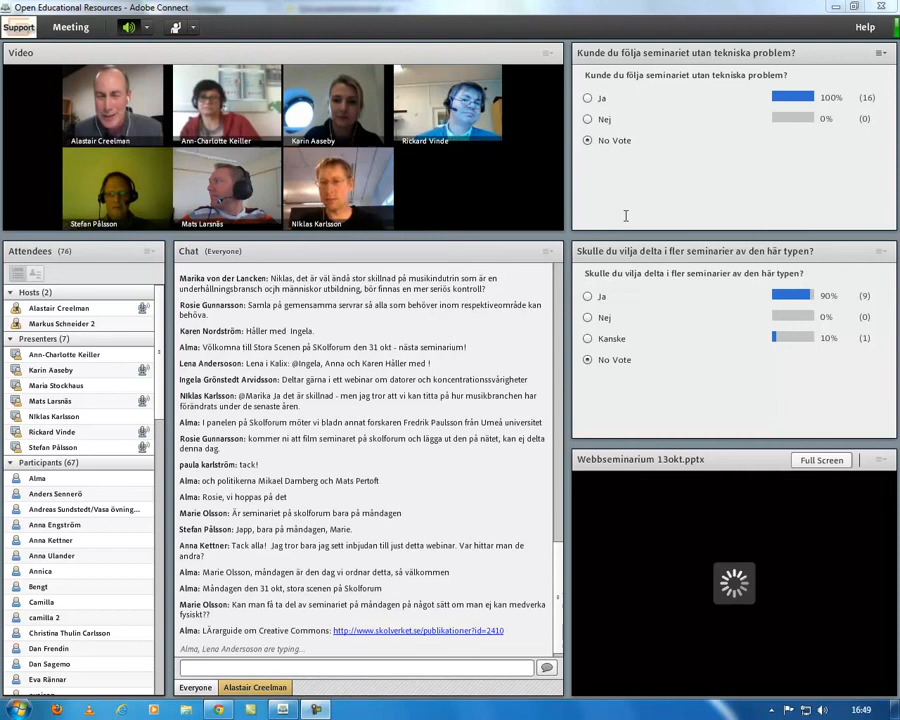 Open Educational Resources - Adobe Connect
Support Meeting Help
Video
Alastair Creelman
Ann-Charlotte Keiller
Karin Aaseby
Rickard Vinde
Stefan Pålsson
Mats Larsnäs
NIklas Karlsson
Kunde du följa seminariet utan tekniska problem?
Kunde du följa seminariet utan tekniska problem?
Ja 100% (16)
Nej 0% (0)
No Vote
Attendees (76)
Hosts (2)
Alastair Creelman
Markus Schneider 2
Presenters (7)
Ann-Charlotte Keiller
Karin Aaseby
Maria Stockhaus
Mats Larsnäs
NIklas Karlsson
Rickard Vinde
Stefan Pålsson
Participants (67)
Alma
Anders Sennerö
Andreas Sundstedt/Vasa övning...
Anna Engström
Anna Kettner
Anna Ulander
Annica
Bengt
Camilla
camilla 2
Christina Thulin Carlsson
Dan Frendin
Dan Sagemo
Eva Rännar
Chat (Everyone)
Marika von der Lancken: Niklas, det är väl ändå stor skillnad på musikindutrin som är en
underhållningsbransch ocjh människor utbildning, bör finnas en mer seriös kontroll?
Rosie Gunnarsson: Samla på gemensamma servrar så alla som behöver inom respektiveområde kan
behöva.
Karen Nordström: Håller med Ingela.
Alma: Völkomna till Stora Scenen på SKolforum den 31 okt - nästa seminarium!
Lena Andersoson: Lena i Kalix: @Ingela, Anna och Karen Håller med !
Ingela Grönstedt Arvidsson: Deltar gärna i ett webinar om datorer och koncentrationssvårigheter
NIklas Karlsson: @Marika Ja det är skillnad - men jag tror att vi kan titta på hur musikbranchen har
förändrats under de senaste åren.
Alma: I panelen på Skolforum möter vi bladn annat forskaren Fredrik Paulsson från Umeå universitet
Rosie Gunnarsson: kommer ni att film seminaret på skolforum och lägga ut den på nätet, kan ej delta
denna dag.
paula karlström: tack!
Alma: och politikerna Mikael Damberg och Mats Pertoft
Alma: Rosie, vi hoppas på det
Marie Olsson: Är seminariet på skolforum bara på måndagen
Stefan Pålsson: Japp, bara på måndagen, Marie.
Anna Kettner: Tack alla! Jag tror bara jag sett inbjudan till just detta webinar. Var hittar man de
andra?
Alma: Marie Olsson, måndagen är den dag vi ordnar detta, så välkommen
Alma: Måndagen den 31 okt, stora scenen på Skolforum
Marie Olsson: Kan man få ta del av seminariet på måndagen på något sätt om man ej kan medverka
fysiskt??
Alma: LÄrarguide om Creative Commons: http://www.skolverket.se/publikationer?id=2410
Alma, Lena Andersoson are typing...
Everyone Alastair Creelman
Skulle du vilja delta i fler seminarier av den här typen?
Skulle du vilja delta i fler seminarier av den här typen?
Ja 90% (9)
Nej 0% (0)
Kanske 10% (1)
No Vote
Webbseminarium 13okt.pptx Full Screen
16:49